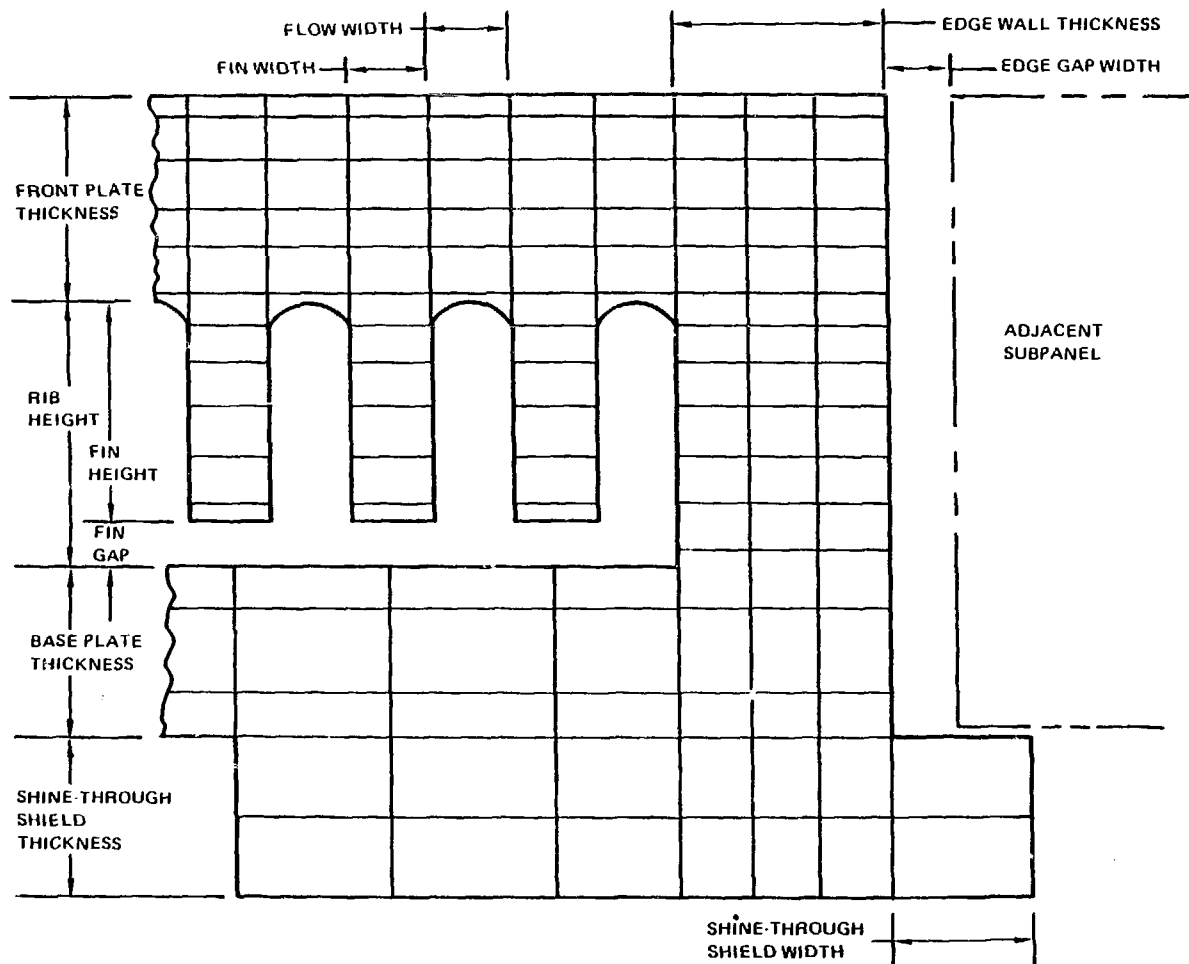 FLOW WIDTH
EDGE WALL THICKNESS
FIN WIDTH
EDGE GAP WIDTH
FRONT PLATE
THICKNESS
ADJACENT
SUBPANEL
RIB
HEIGHT
FIN
HEIGHT
FIN
GAP
BASE PLATE
THICKNESS
SHINE-THROUGH
SHIELD
THICKNESS
SHINE-THROUGH
SHIELD WIDTH